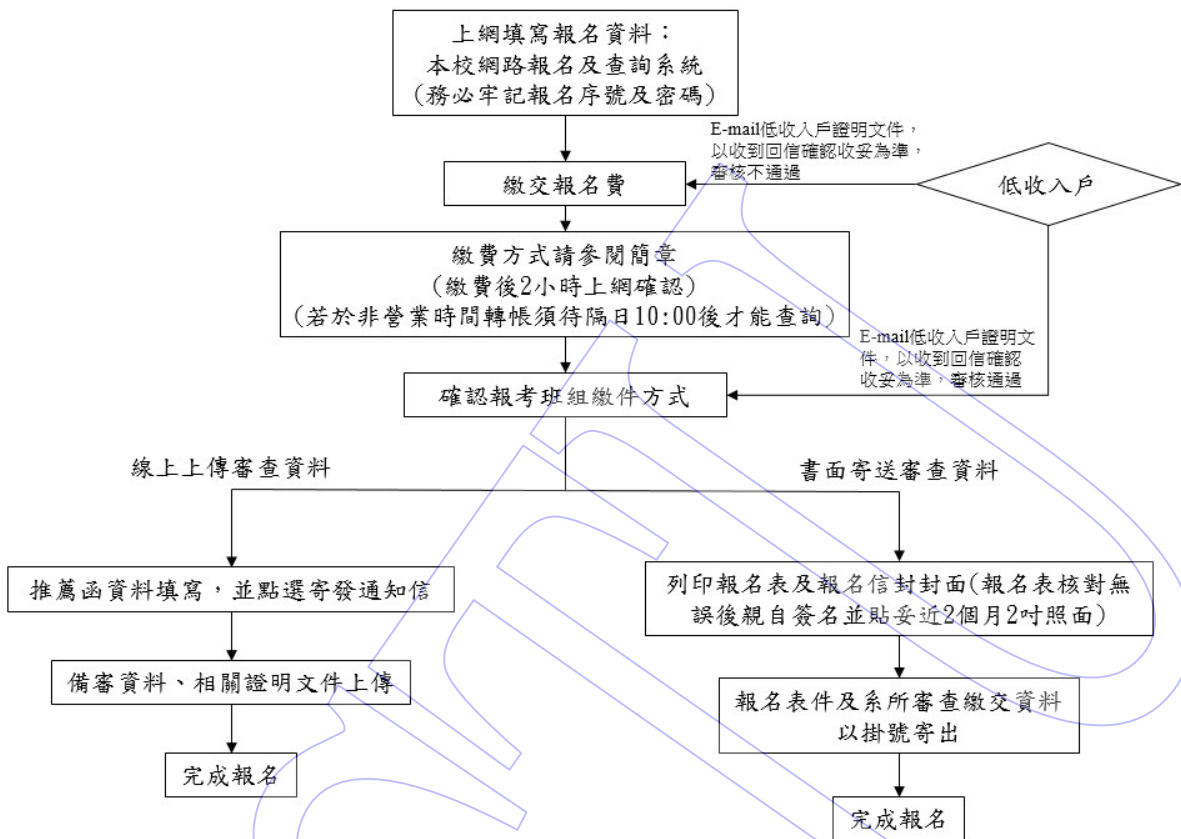 上網填寫報名資料：
本校網路報名及查詢系統
(務必牢記報名序號及密碼)
E-mail低收入戶證明文件，
以收到回信確認收妥為準，
審核不通過
繳交報名費
低收入戶
繳費方式請參閱簡章
(繳費後2小時上網確認)
(若於非營業時間轉帳須待隔日10:00後才能查詢)
E-mail低收入戶證明文
件，以收到回信確認
收妥為準，審核通過
確認報考班組繳件方式
線上上傳審查資料
書面寄送審查資料
推薦函資料填寫，並點選寄發通知信
列印報名表及報名信封封面(報名表核對無
誤後親自簽名並貼妥近2個月2吋照面)
備審資料、相關證明文件上傳
報名表件及系所審查繳交資料
以掛號寄出
完成報名
完成報名